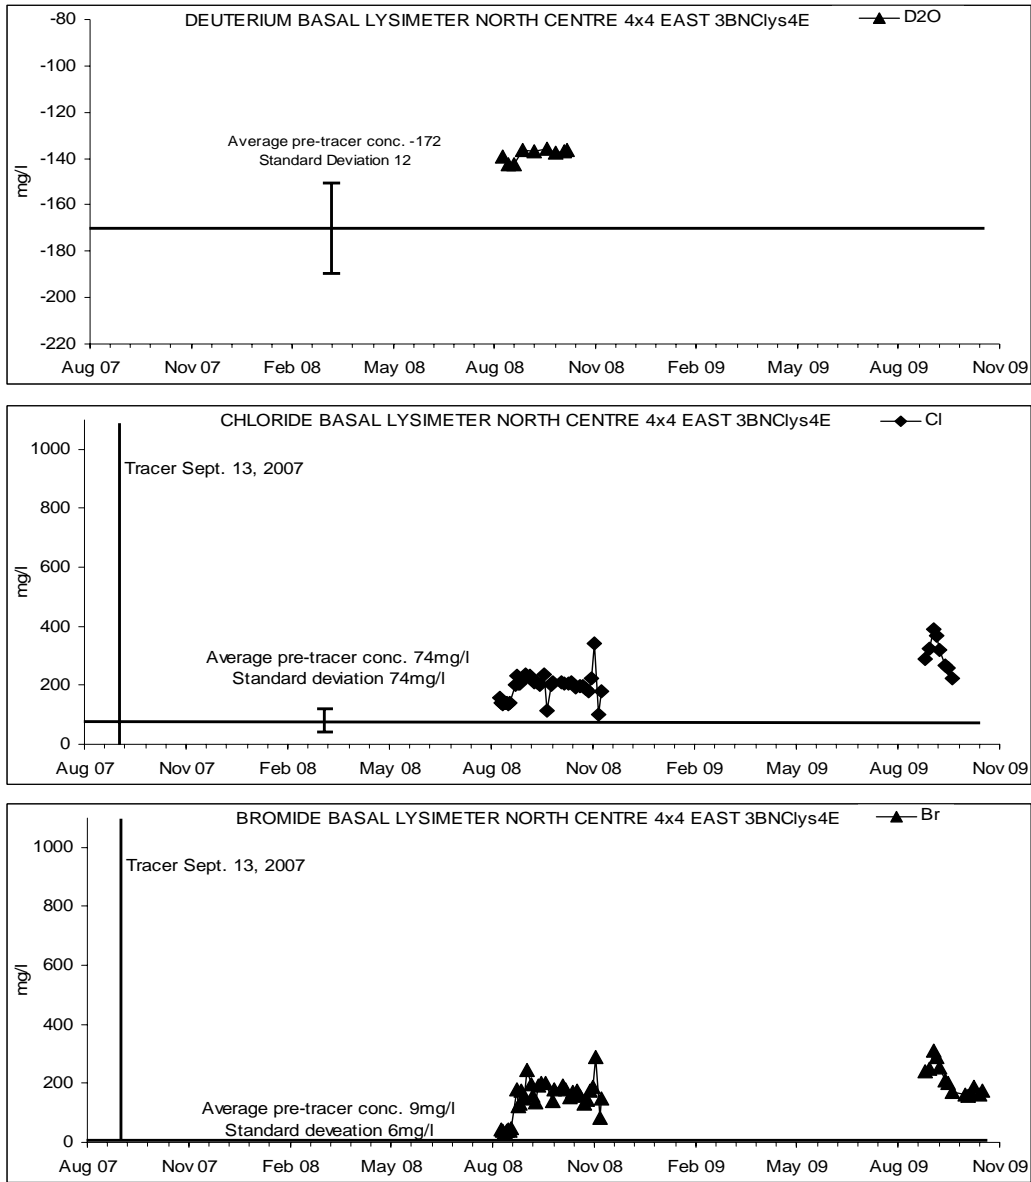 DEUTERIUM BASAL LYSIMETER NORTH CENTRE 4x4 EAST 3BNClys4E
D2O
-80
-100
-120
-140
-160
-180
-200
-220
mg/l
Average pre-tracer conc. -172
Standard Deviation 12
Aug 07 Nov 07 Feb 08 May 08 Aug 08 Nov 08 Feb 09 May 09 Aug 09 Nov 09
CHLORIDE BASAL LYSIMETER NORTH CENTRE 4x4 EAST 3BNClys4E
Cl
1000
800
600
400
200
0
mg/l
Tracer Sept. 13, 2007
Average pre-tracer conc. 74mg/l
Standard deviation 74mg/l
Aug 07 Nov 07 Feb 08 May 08 Aug 08 Nov 08 Feb 09 May 09 Aug 09 Nov 09
BROMIDE BASAL LYSIMETER NORTH CENTRE 4x4 EAST 3BNClys4E
Br
1000
800
600
400
200
0
mg/l
Tracer Sept. 13, 2007
Average pre-tracer conc. 9mg/l
Standard deveation 6mg/l
Aug 07 Nov 07 Feb 08 May 08 Aug 08 Nov 08 Feb 09 May 09 Aug 09 Nov 09